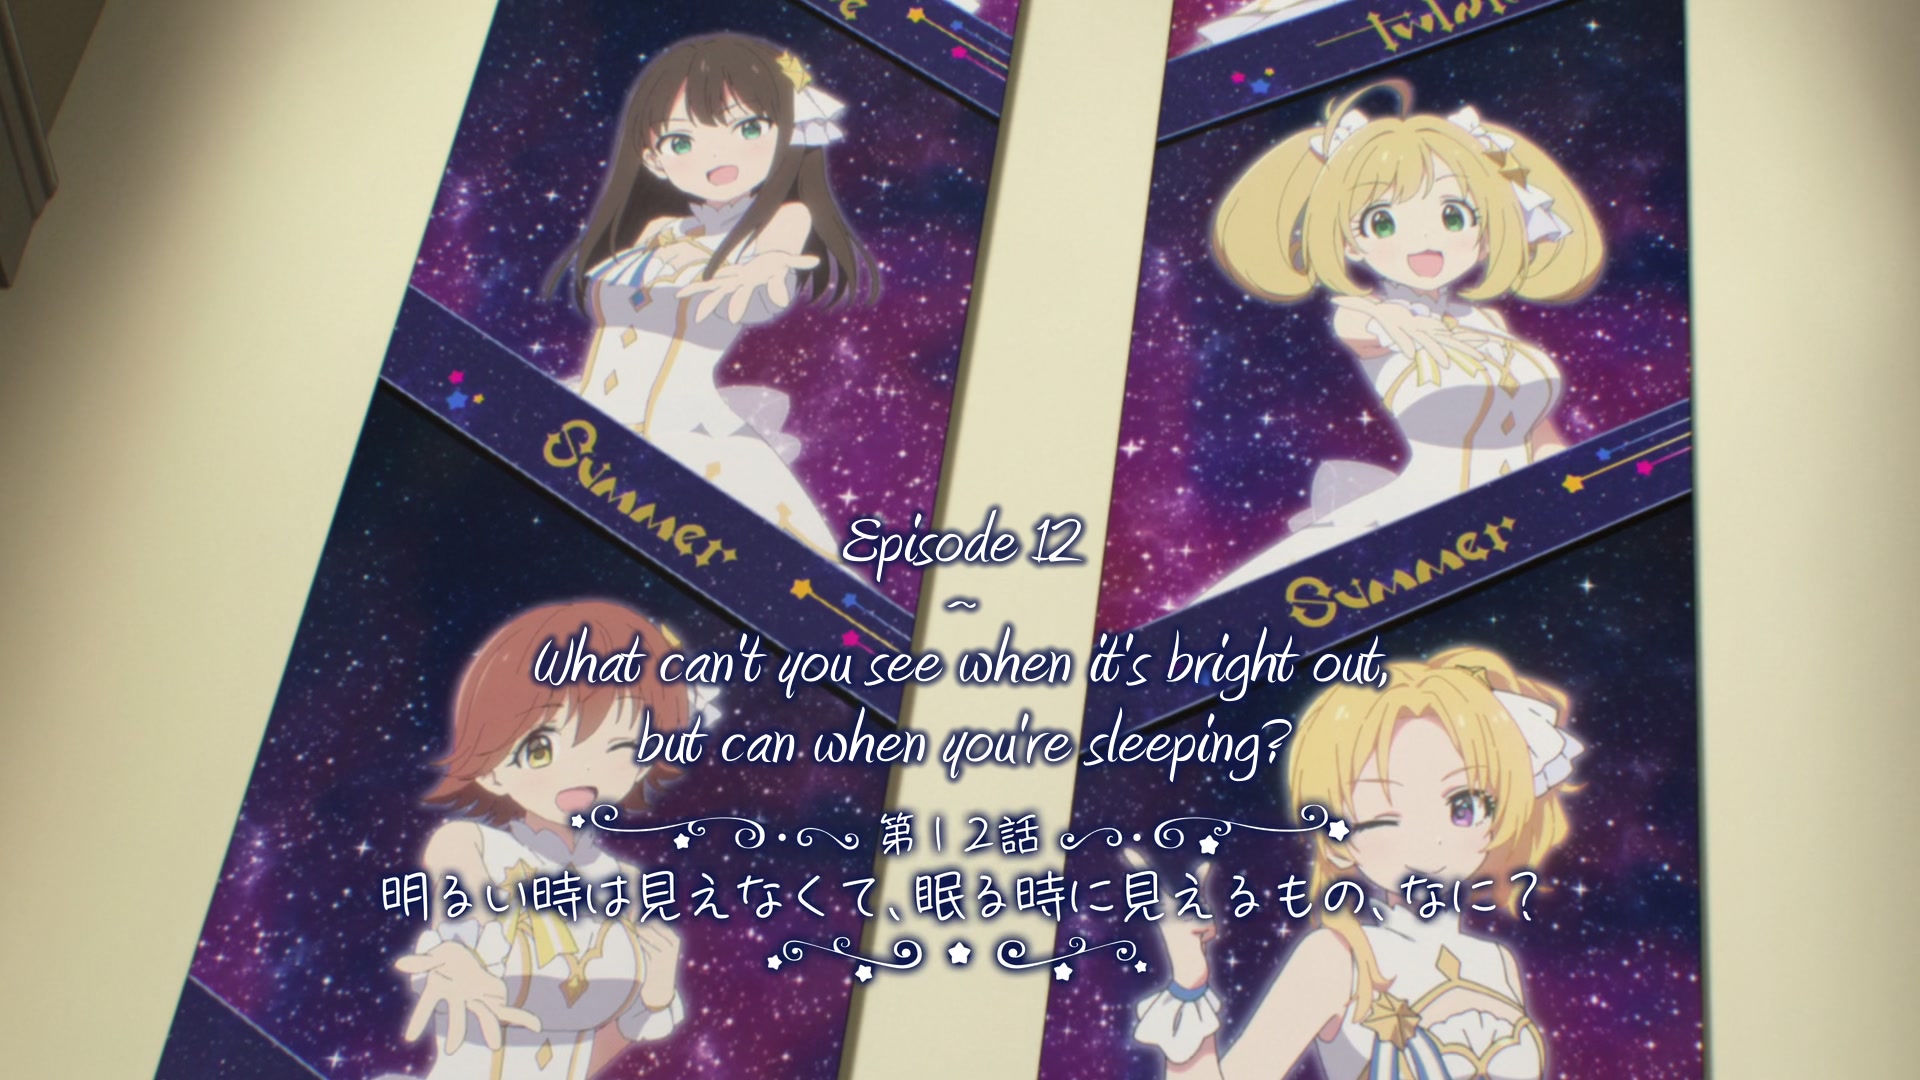 Summer
Summer
Episode 12
~
What can't you see when it's bright out,
but can when you're sleeping?
第12話
明るい時は見えなくて、眠る時に見えるもの、なに？